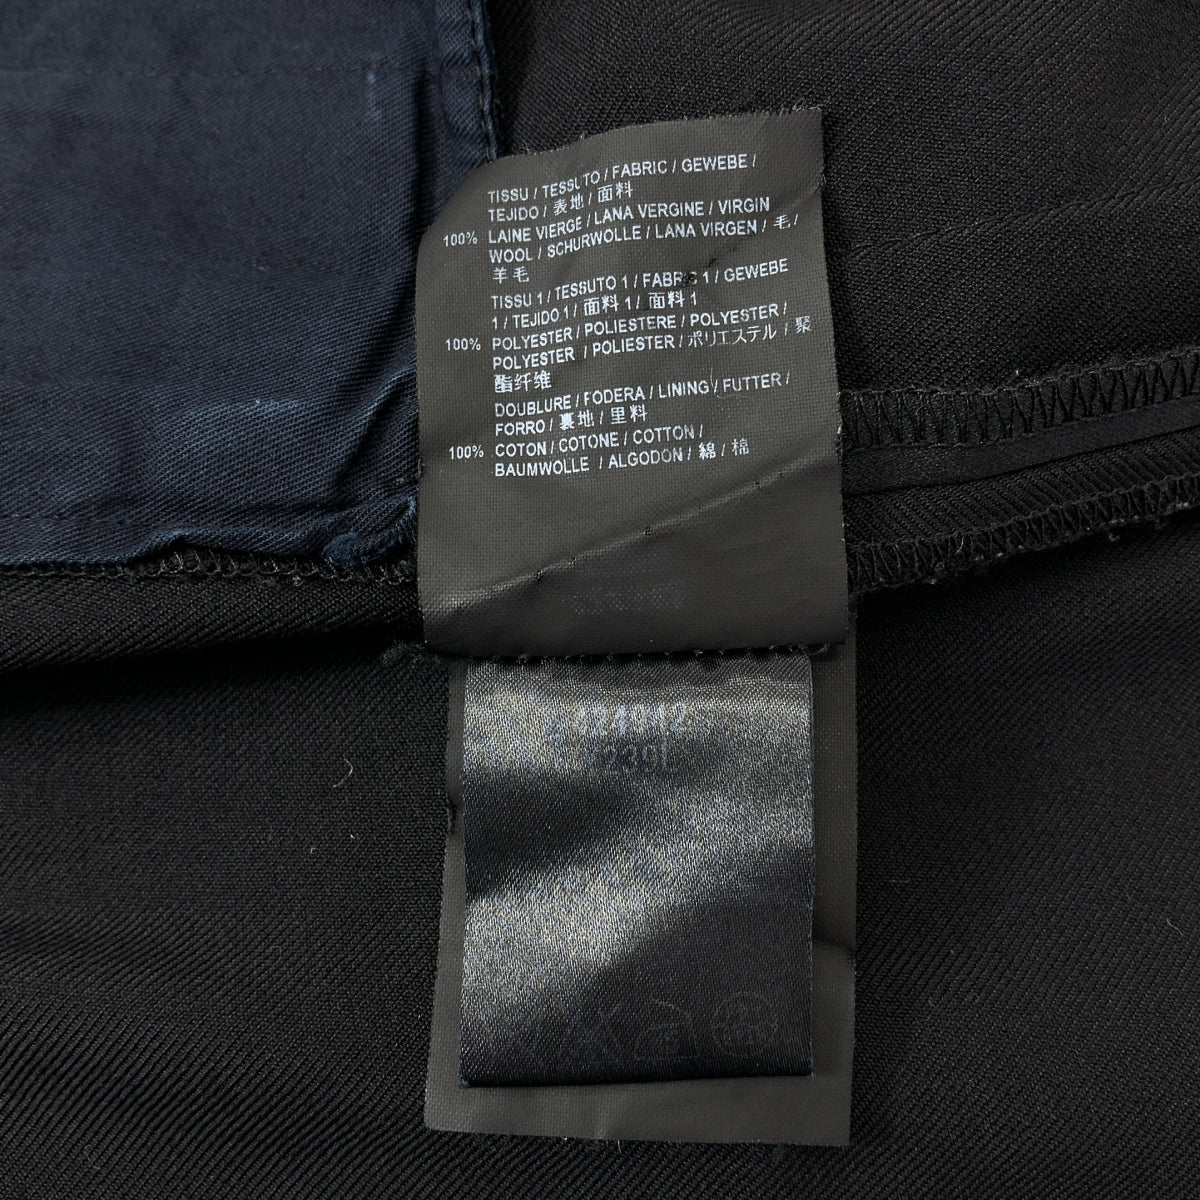 TISSU / TESSUTO / FABRIC / GEWEBE /
TEJIDO / 表地 / 面料
100% LAINE VIERGE / LANA VERGINE / VIRGIN
WOOL / SCHURWOLLE / LANA VIRGEN / 毛 /
羊毛
TISSU 1 / TESSUTO 1 / FABRIC 1 / GEWEBE
1 / TEJIDO 1 / 面料 1 / 面料 1
100% POLYESTER / POLIESTERE / POLYESTER /
POLYESTER / POLIESTER / ポリエステル / 聚
酯纤维
DOUBLURE / FODERA / LINING / FUTTER /
FORRO / 裏地 / 里料
100% COTON / COTONE / COTTON /
BAUMWOLLE / ALGODON / 綿 / 棉